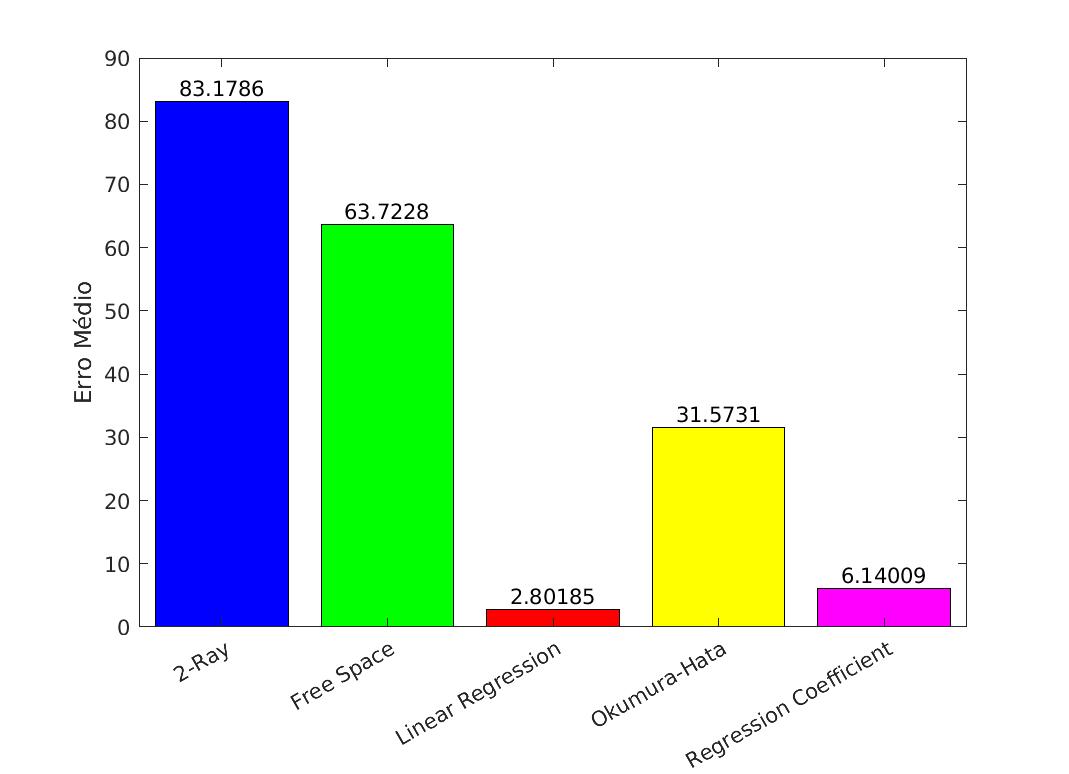 90
80
70
60
50
40
30
20
10
0
Erro Médio
83.1786
63.7228
2.80185
31.5731
6.14009
2-Ray
Free Space
Linear Regression
Okumura-Hata
Regression Coefficient